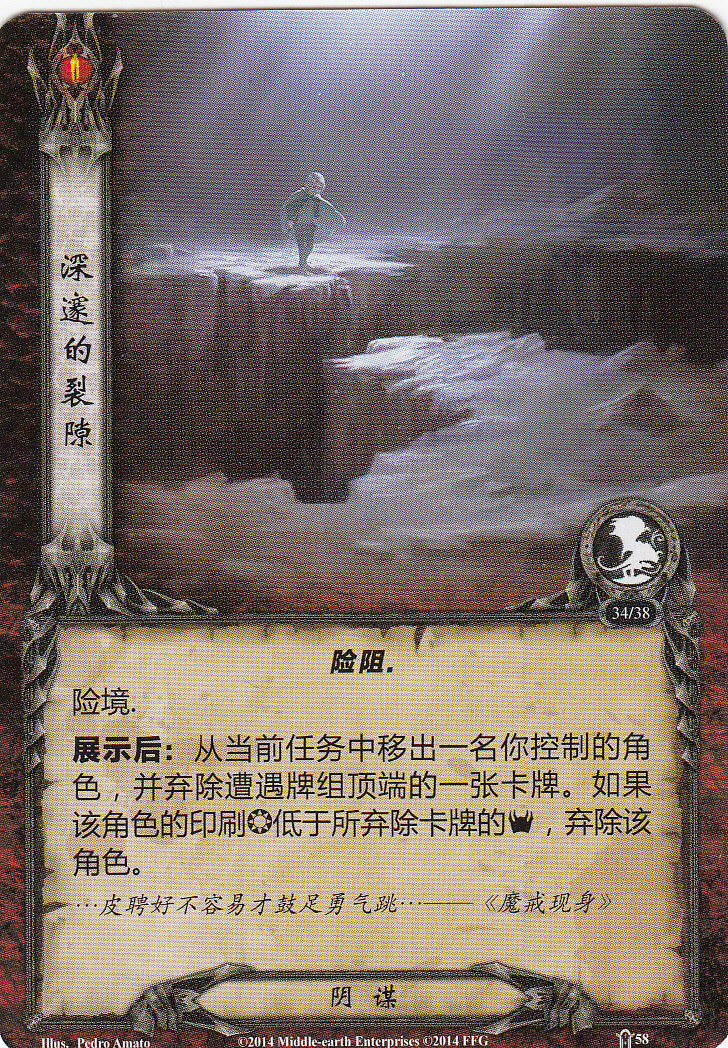 深邃的裂隙
34/38
险阻.
险境.
展示后：从当前任务中移出一名你控制的角
色，并弃除遭遇牌组顶端的一张卡牌。如果
该角色的印刷低于所弃除卡牌的，弃除该
角色。
…皮聘好不容易才鼓足勇气跳…——《魔戒现身》
阴谋
Illus. Pedro Amato
©2014 Middle-earth Enterprises ©2014 FFG
58